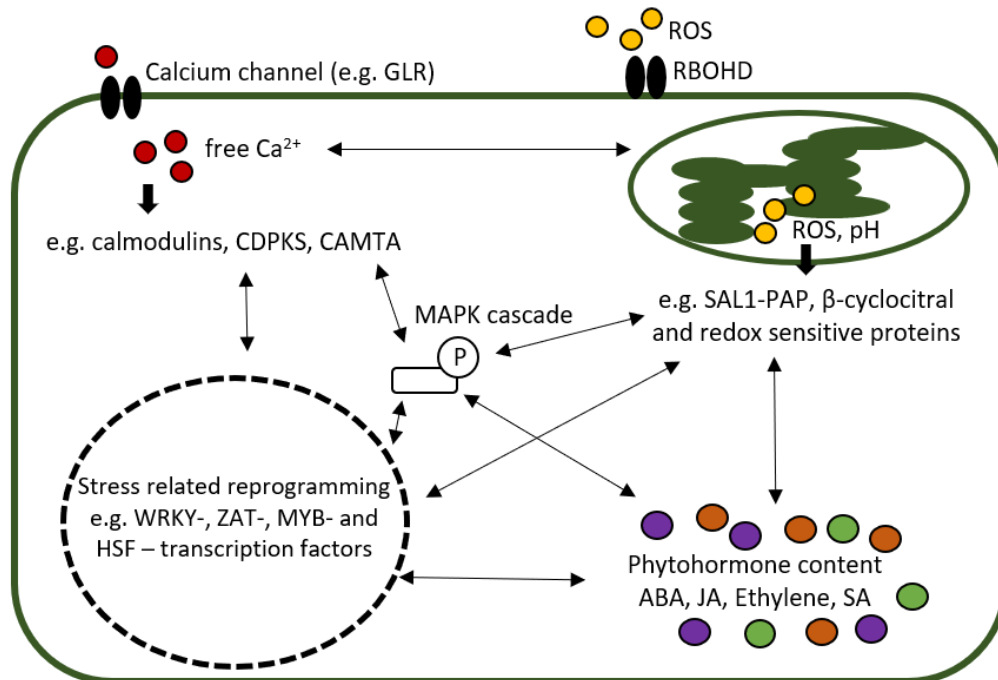 ROS
Calcium channel (e.g. GLR)
RBOHD
free Ca²⁺
ROS, pH
e.g. calmodulins, CDPKS, CAMTA
e.g. SAL1-PAP, β-cyclocitral
and redox sensitive proteins
MAPK cascade
P
Stress related reprogramming
e.g. WRKY-, ZAT-, MYB- and
HSF – transcription factors
Phytohormone content
ABA, JA, Ethylene, SA